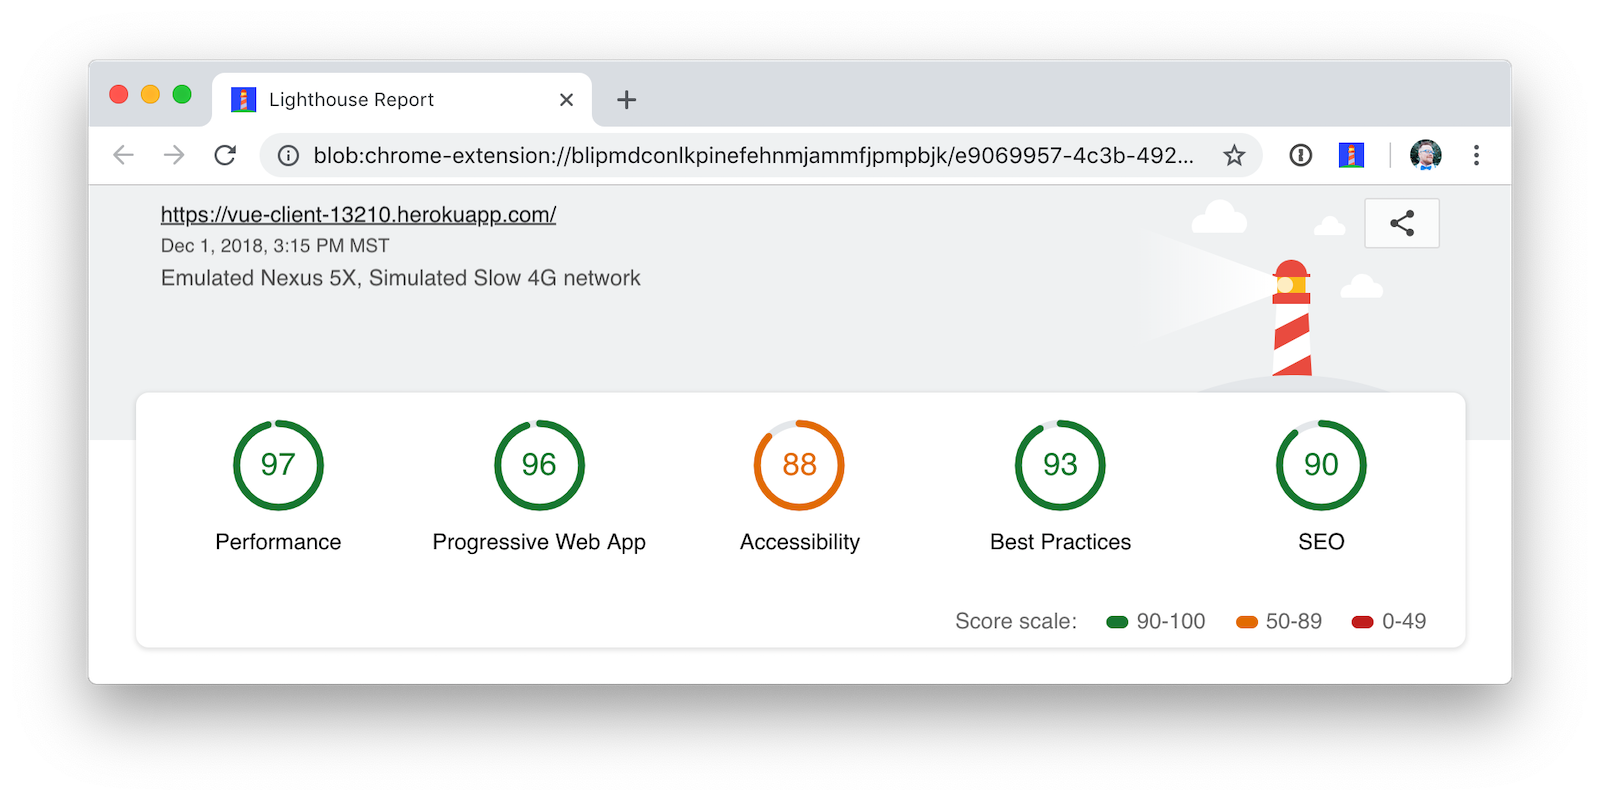 Lighthouse Report
blob:chrome-extension://blipmdconlkpinefehnmjammfjpmpbjk/e9069957-4c3b-492...
https://vue-client-13210.herokuapp.com/
Dec 1, 2018, 3:15 PM MST
Emulated Nexus 5X, Simulated Slow 4G network
97 96 88 93 90
Performance Progressive Web App Accessibility Best Practices SEO
Score scale: 90-100 50-89 0-49